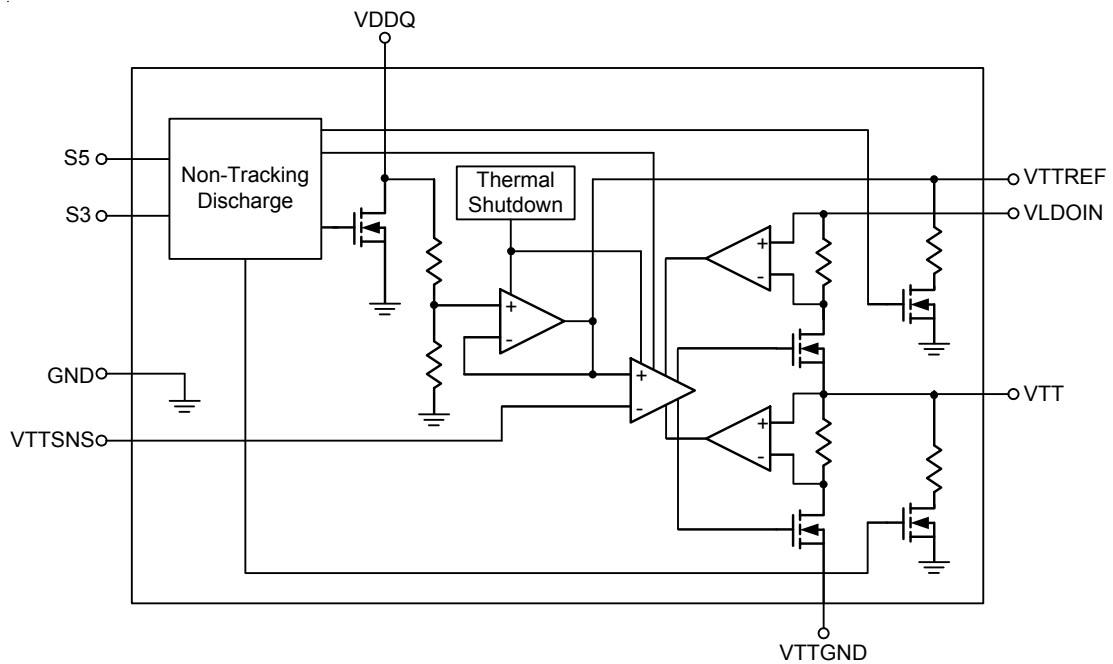 VDDQ
S5
Non-Tracking
Discharge
S3
Thermal
Shutdown
VTTREF
VLDOIN
+
-
+
-
GND
+
-
VTT
VTTSNS
+
-
VTTGND